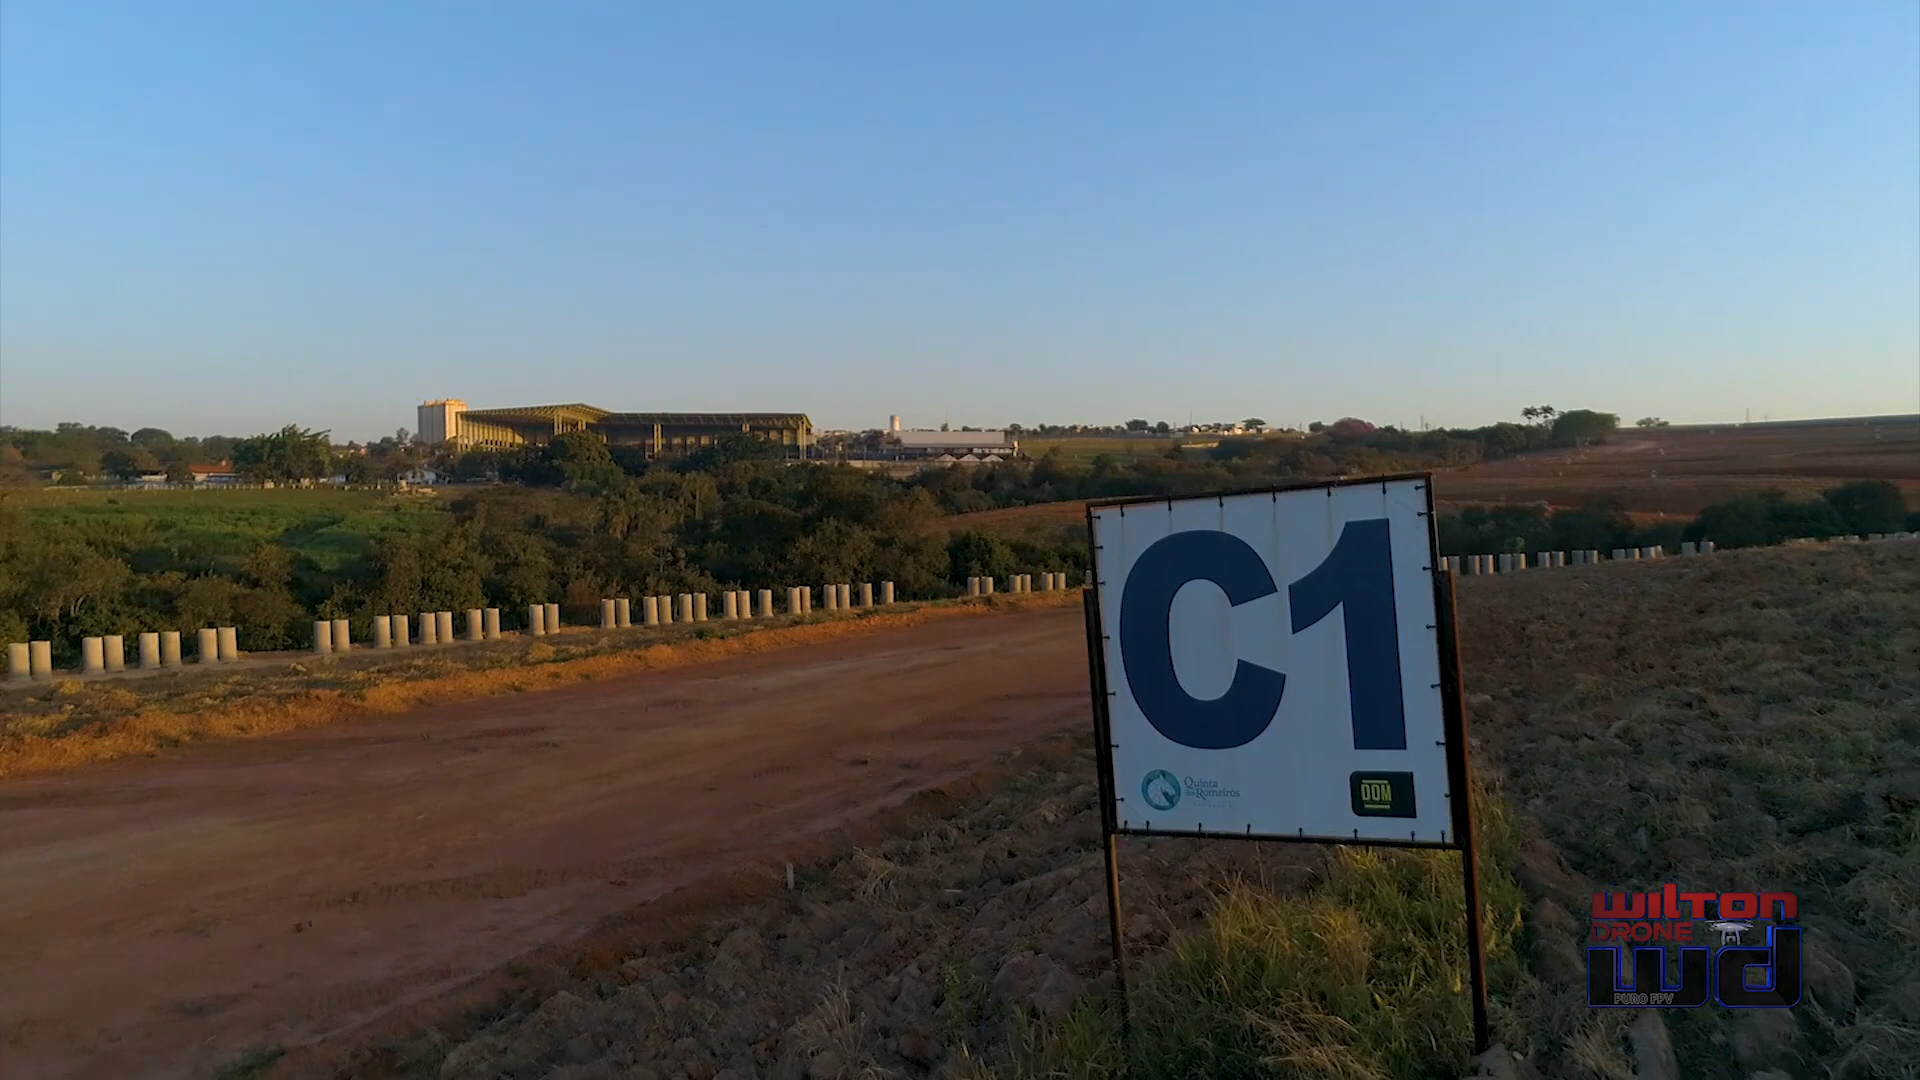 C1
Quinta
dos Romeiros
DOM
WILTON
DRONE
wd
PURO FPV